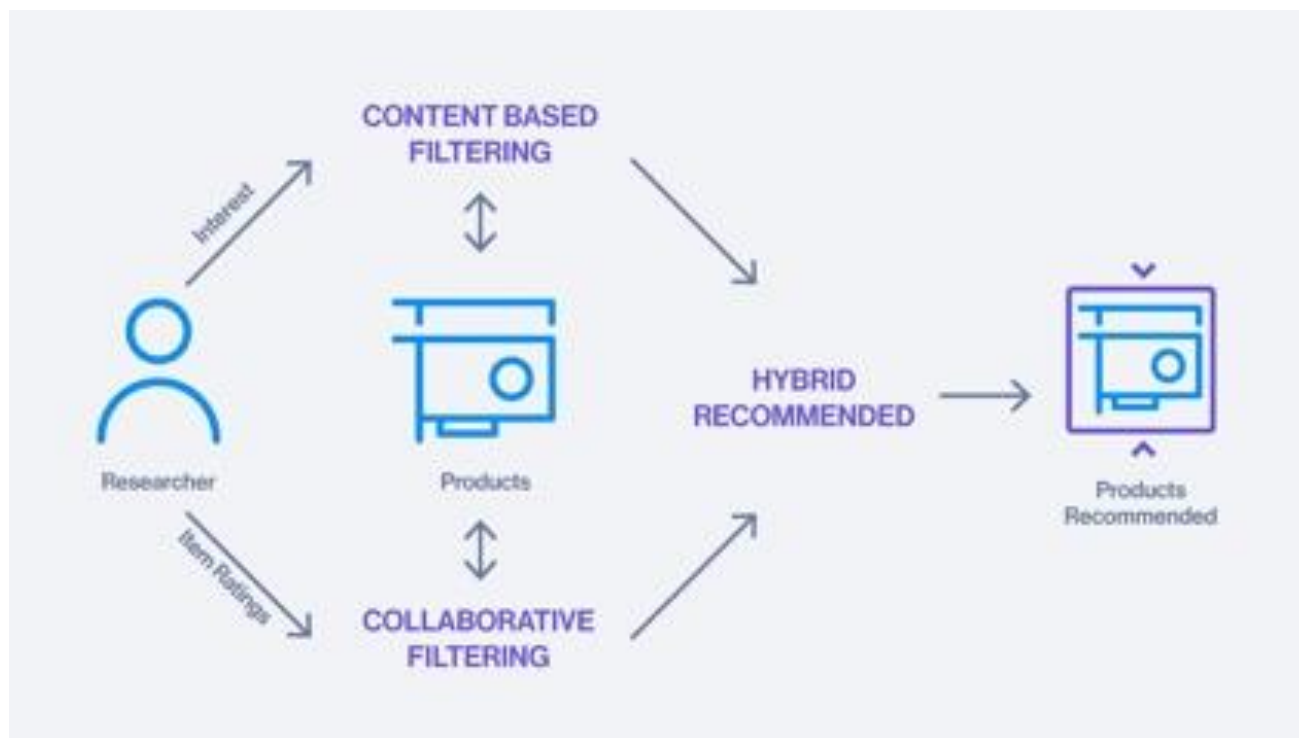 CONTENT BASED
FILTERING
Interest
Researcher
Products
Item Ratings
COLLABORATIVE
FILTERING
HYBRID
RECOMMENDED
Products
Recommended